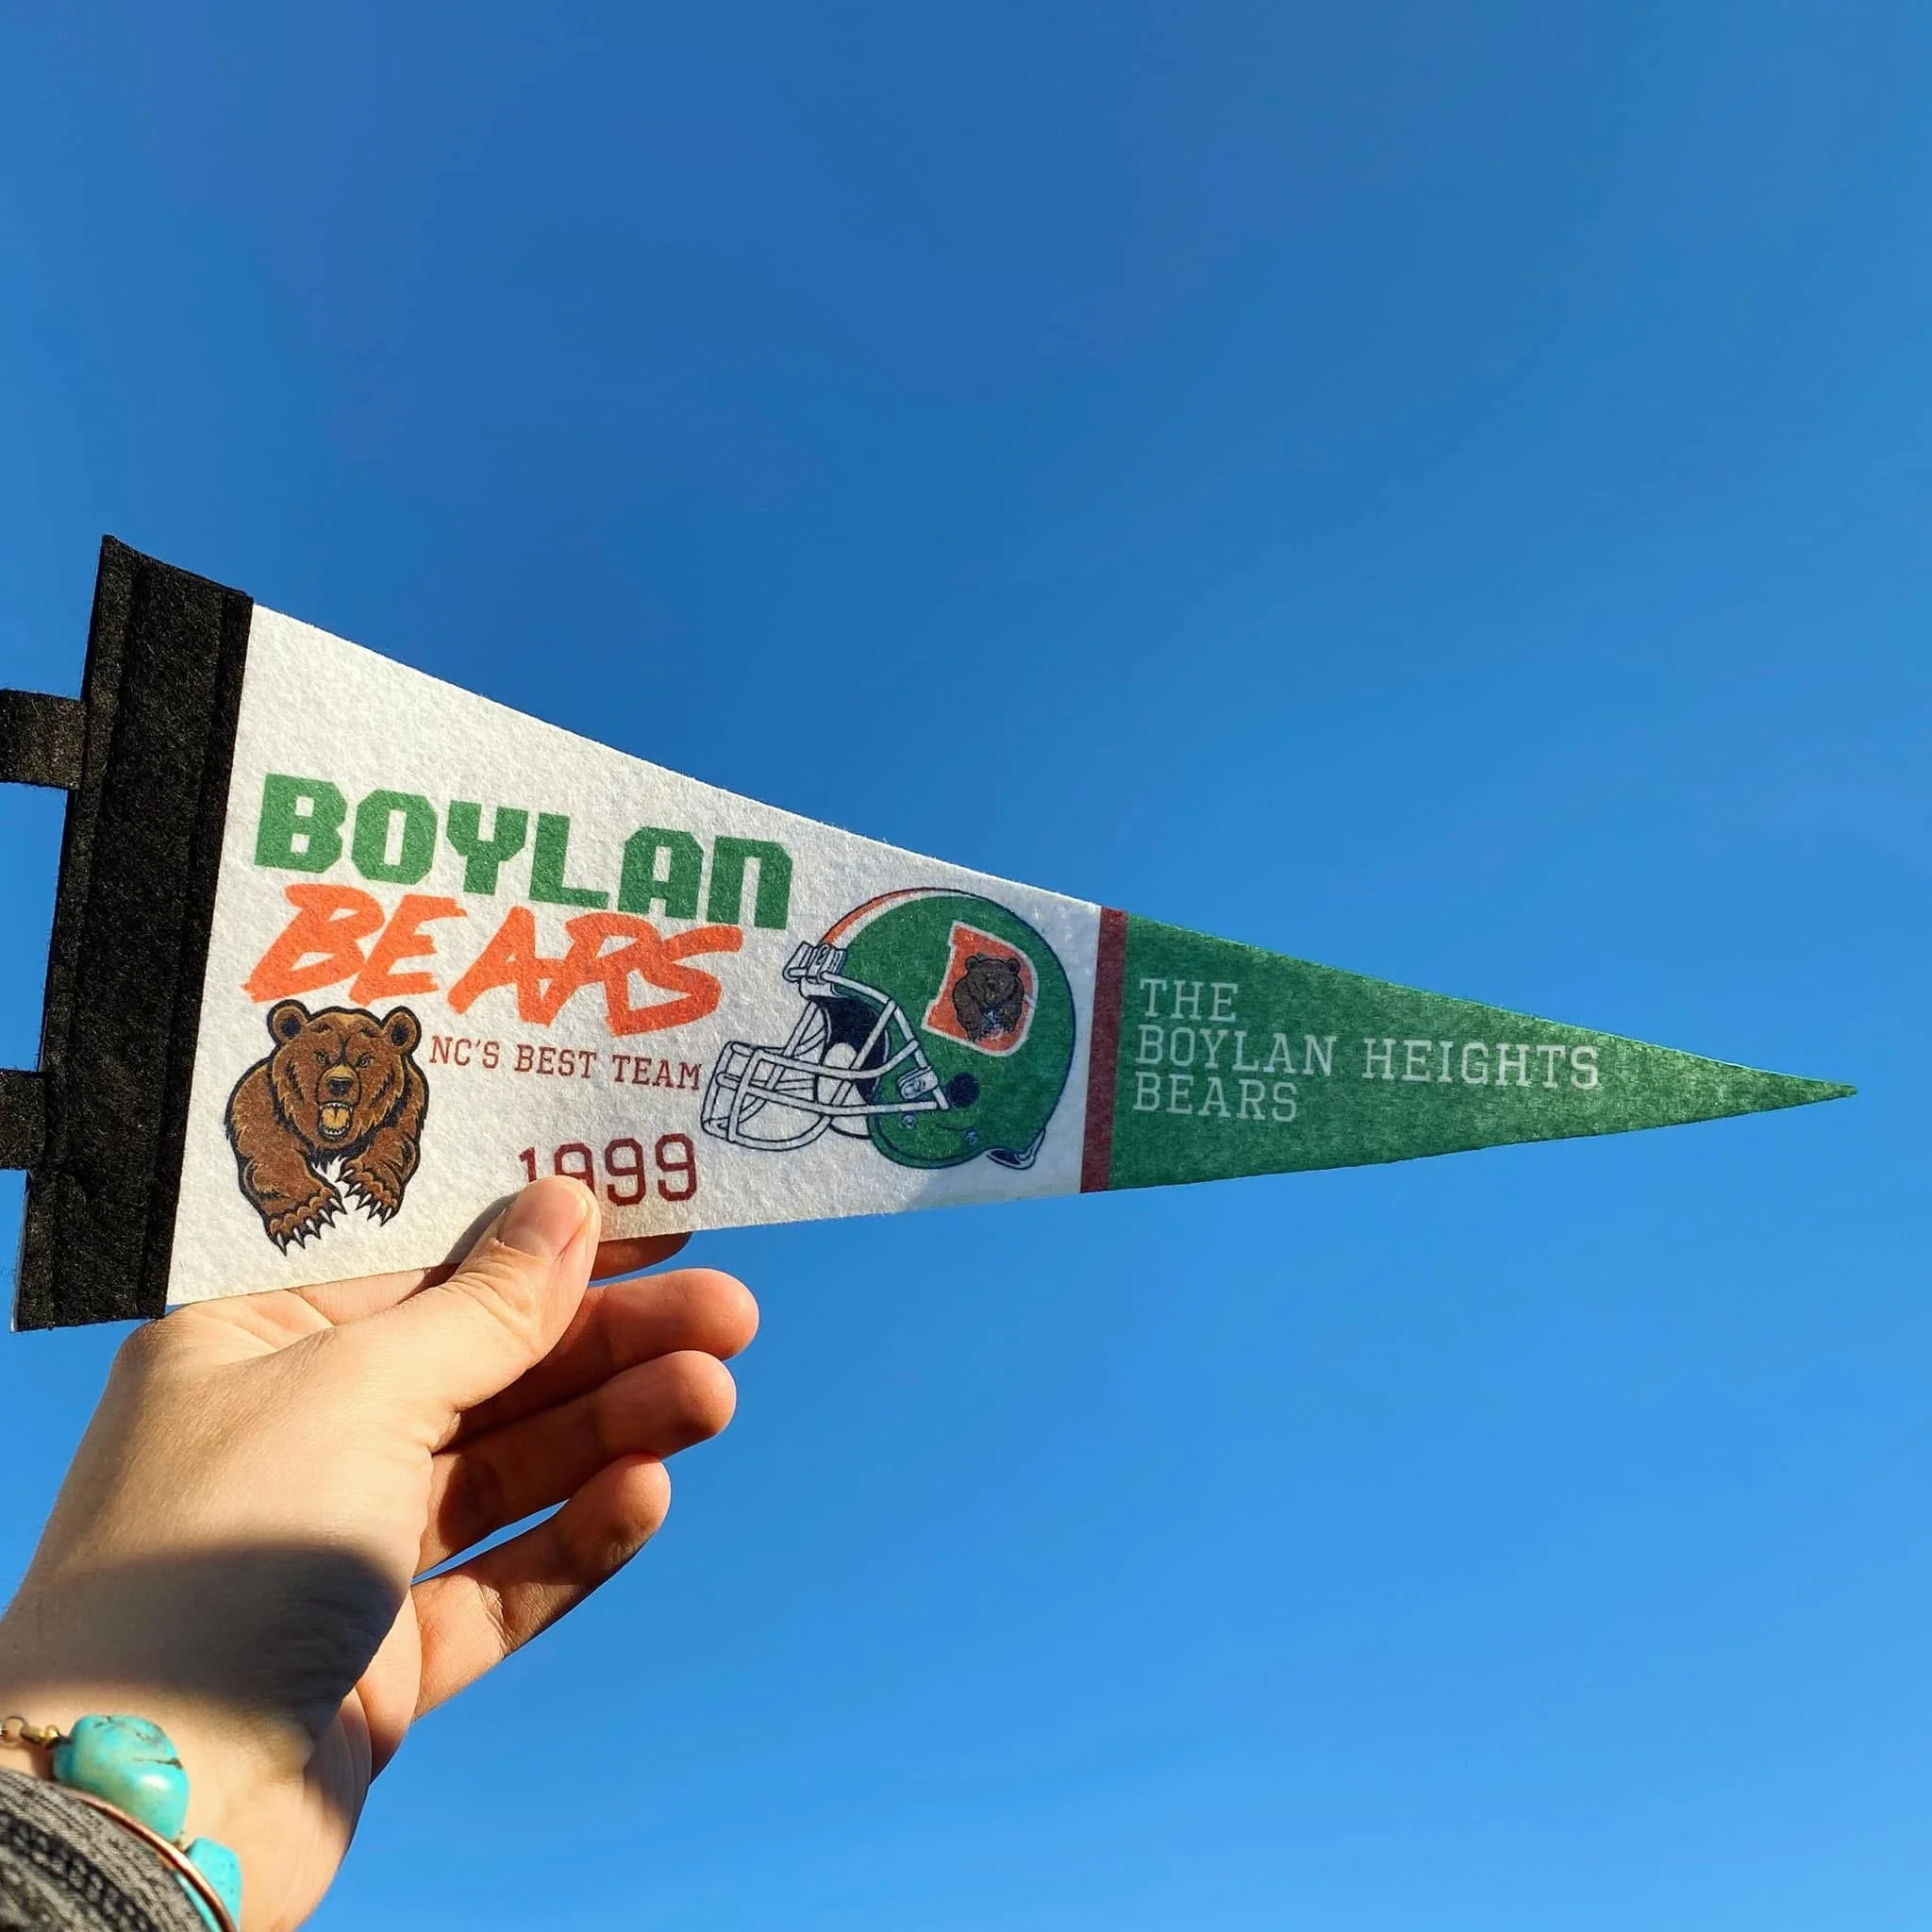 BOYLAN
BEARS
NC'S BEST TEAM
1999
THE
BOYLAN HEIGHTS
BEARS